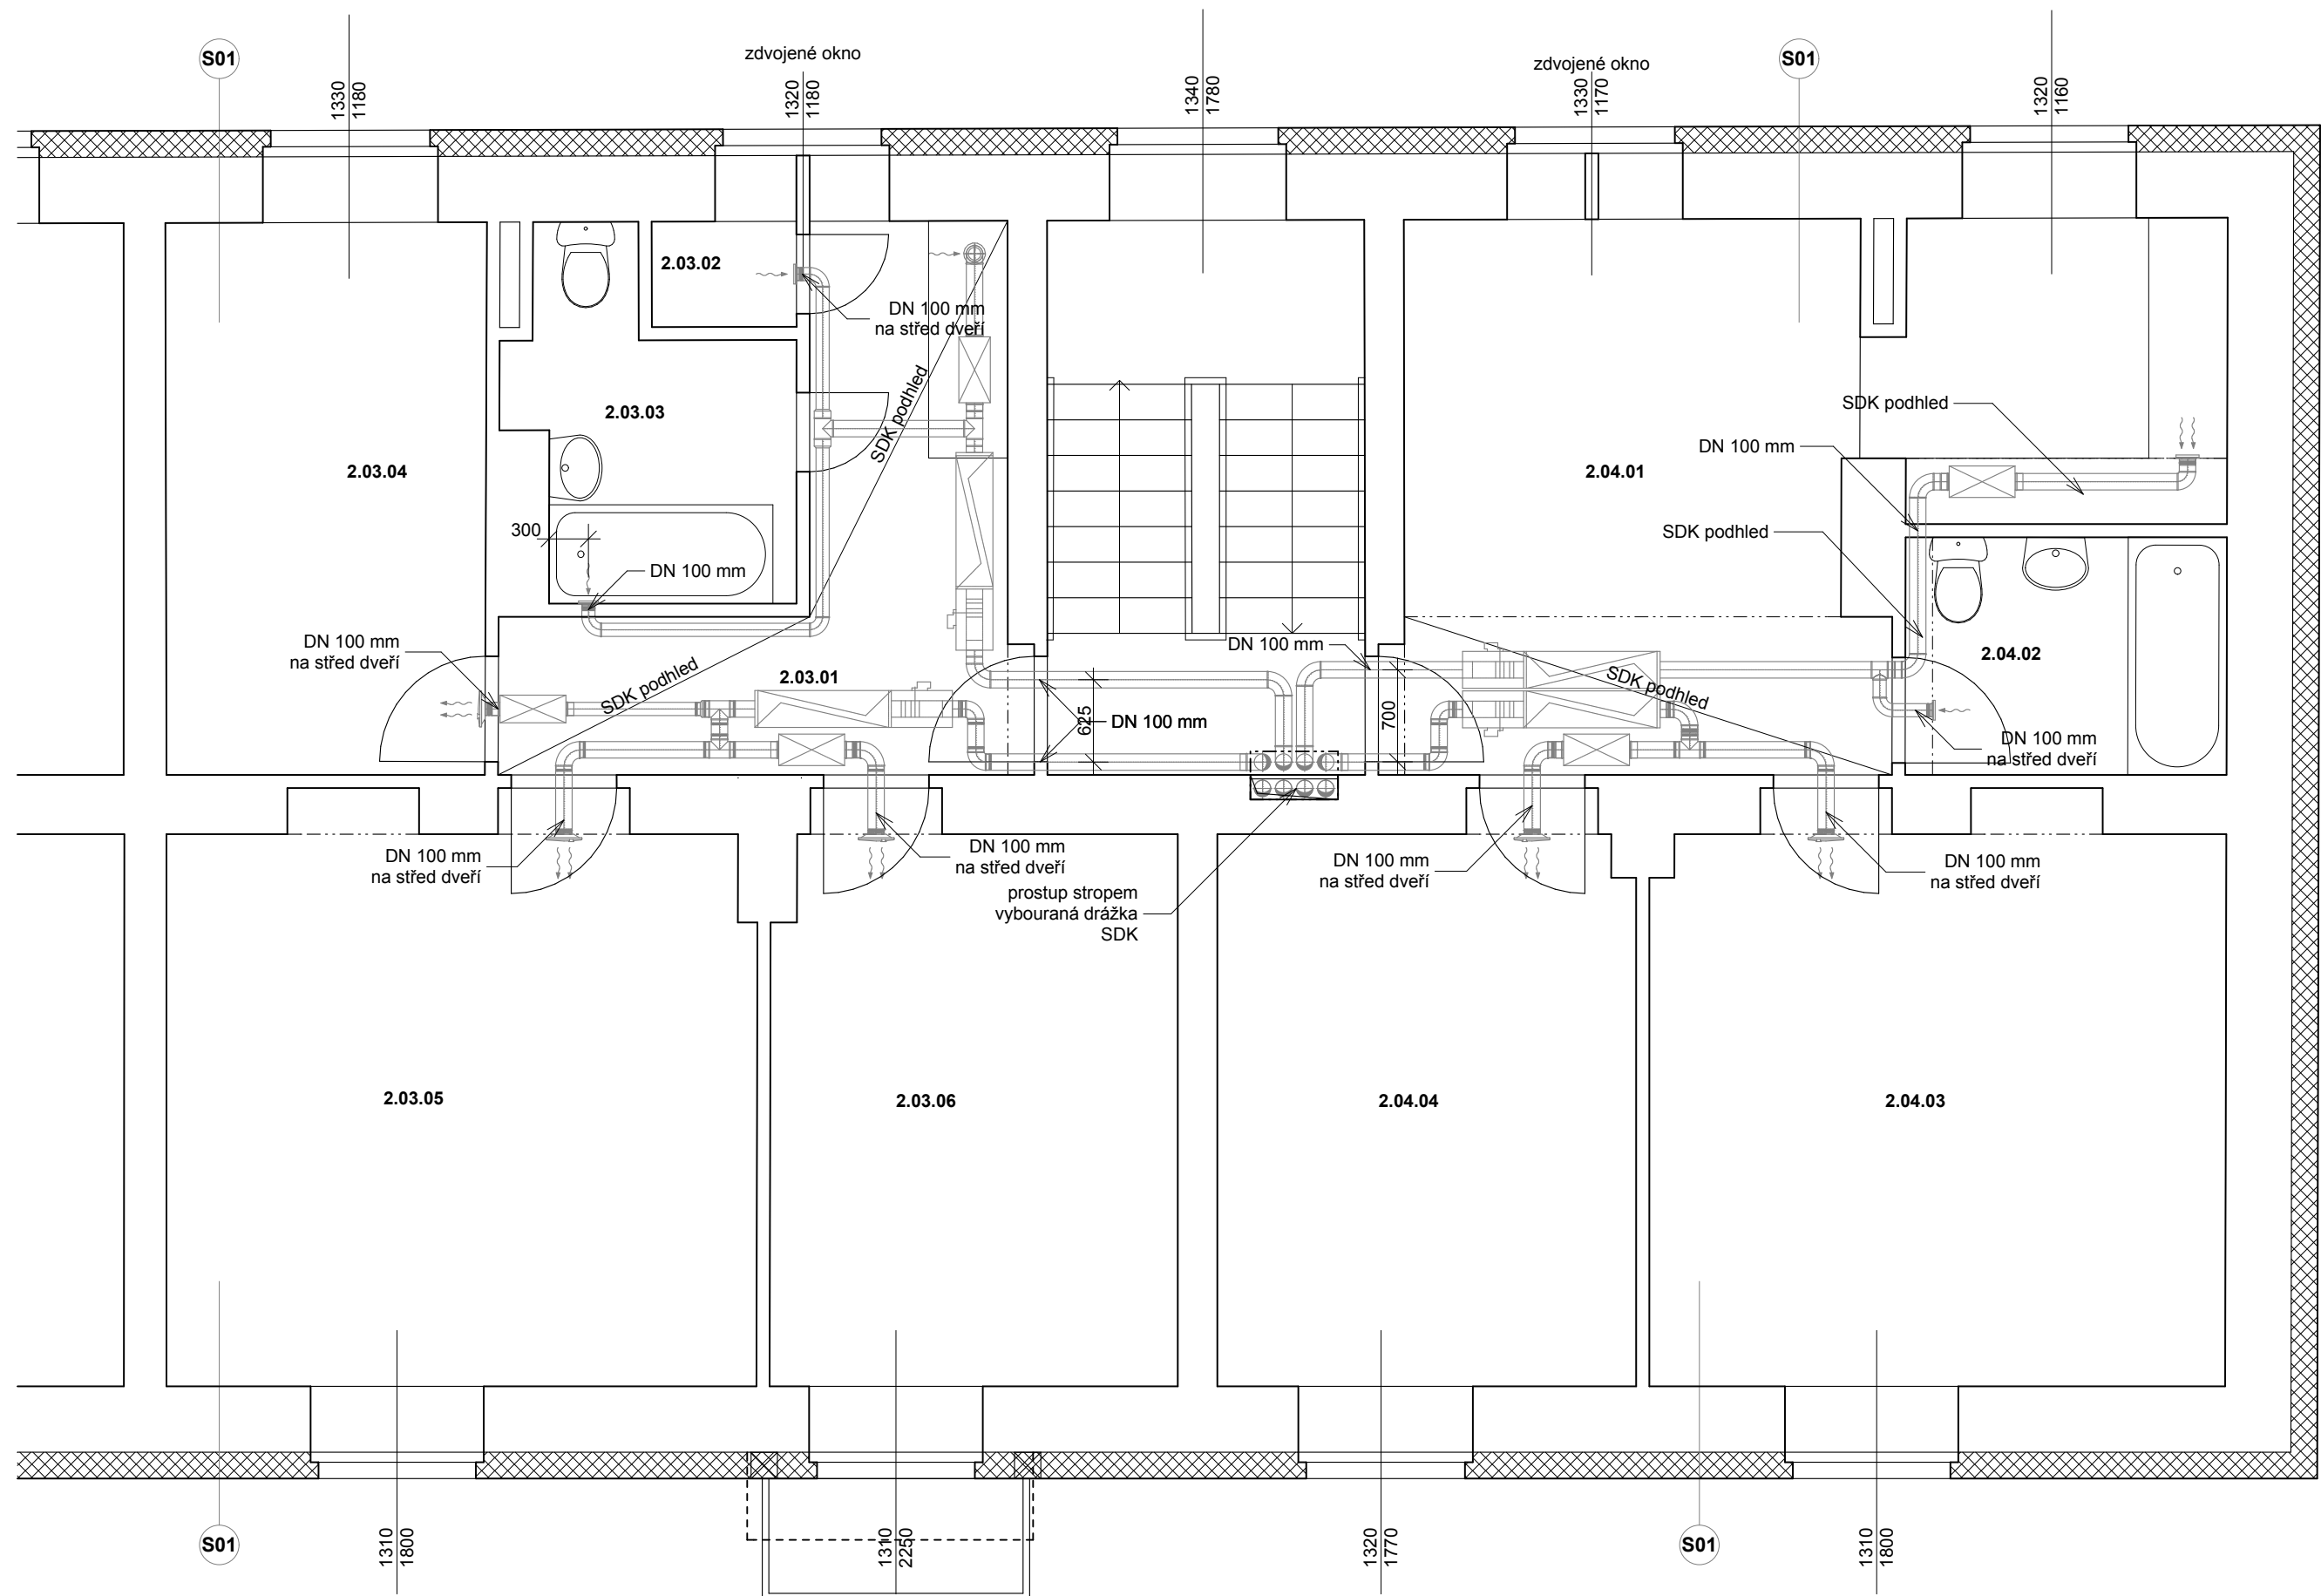 zdvojené okno
zdvojené okno
S01
S01
1330
1180
1320
1180
1340
1780
1330
1170
1320
1160
2.03.02
DN 100 mm
na střed dveří
SDK podhled
2.03.03
2.03.04
2.04.01
SDK podhled
DN 100 mm
SDK podhled
300
DN 100 mm
DN 100 mm
na střed dveří
SDK podhled
2.03.01
DN 100 mm
625
DN 100 mm
700
SDK podhled
2.04.02
DN 100 mm
na střed dveří
DN 100 mm
na střed dveří
DN 100 mm
na střed dveří
prostup stropem
vybouraná drážka
SDK
DN 100 mm
na střed dveří
DN 100 mm
na střed dveří
2.03.05
2.03.06
2.04.04
2.04.03
S01
1310
1800
1310
2250
1320
1770
S01
1310
1800